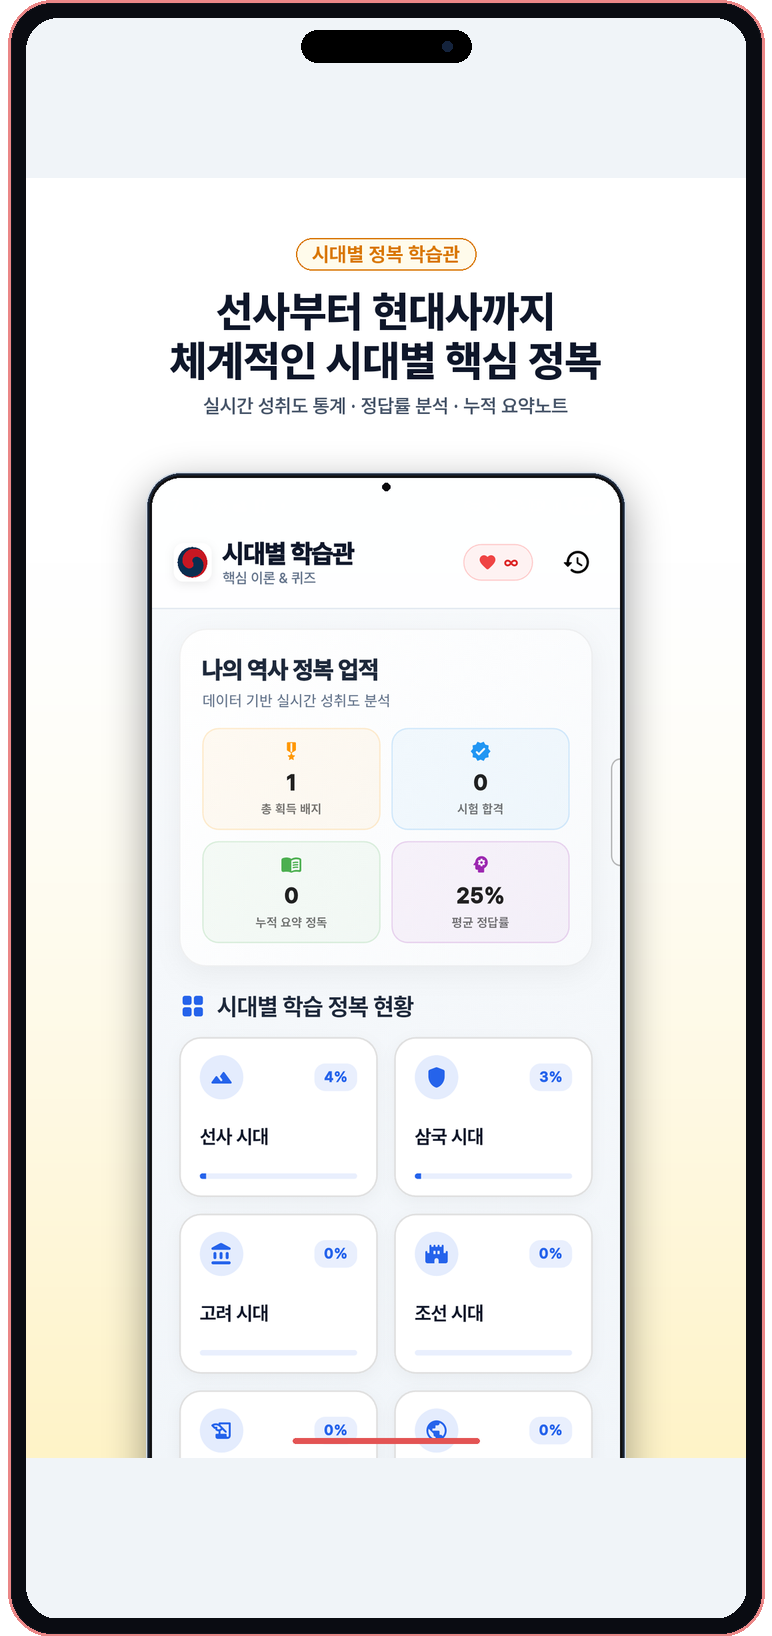 시대별 정복 학습관
선사부터 현대사까지
체계적인 시대별 핵심 정복
실시간 성취도 통계 · 정답률 분석 · 누적 요약노트
시대별 학습관
핵심 이론 & 퀴즈
∞
나의 역사 정복 업적
데이터 기반 실시간 성취도 분석
1
총 획득 배지
0
시험 합격
0
누적 요약 정독
25%
평균 정답률
시대별 학습 정복 현황
4%
선사 시대
3%
삼국 시대
0%
고려 시대
0%
조선 시대
0%
0%